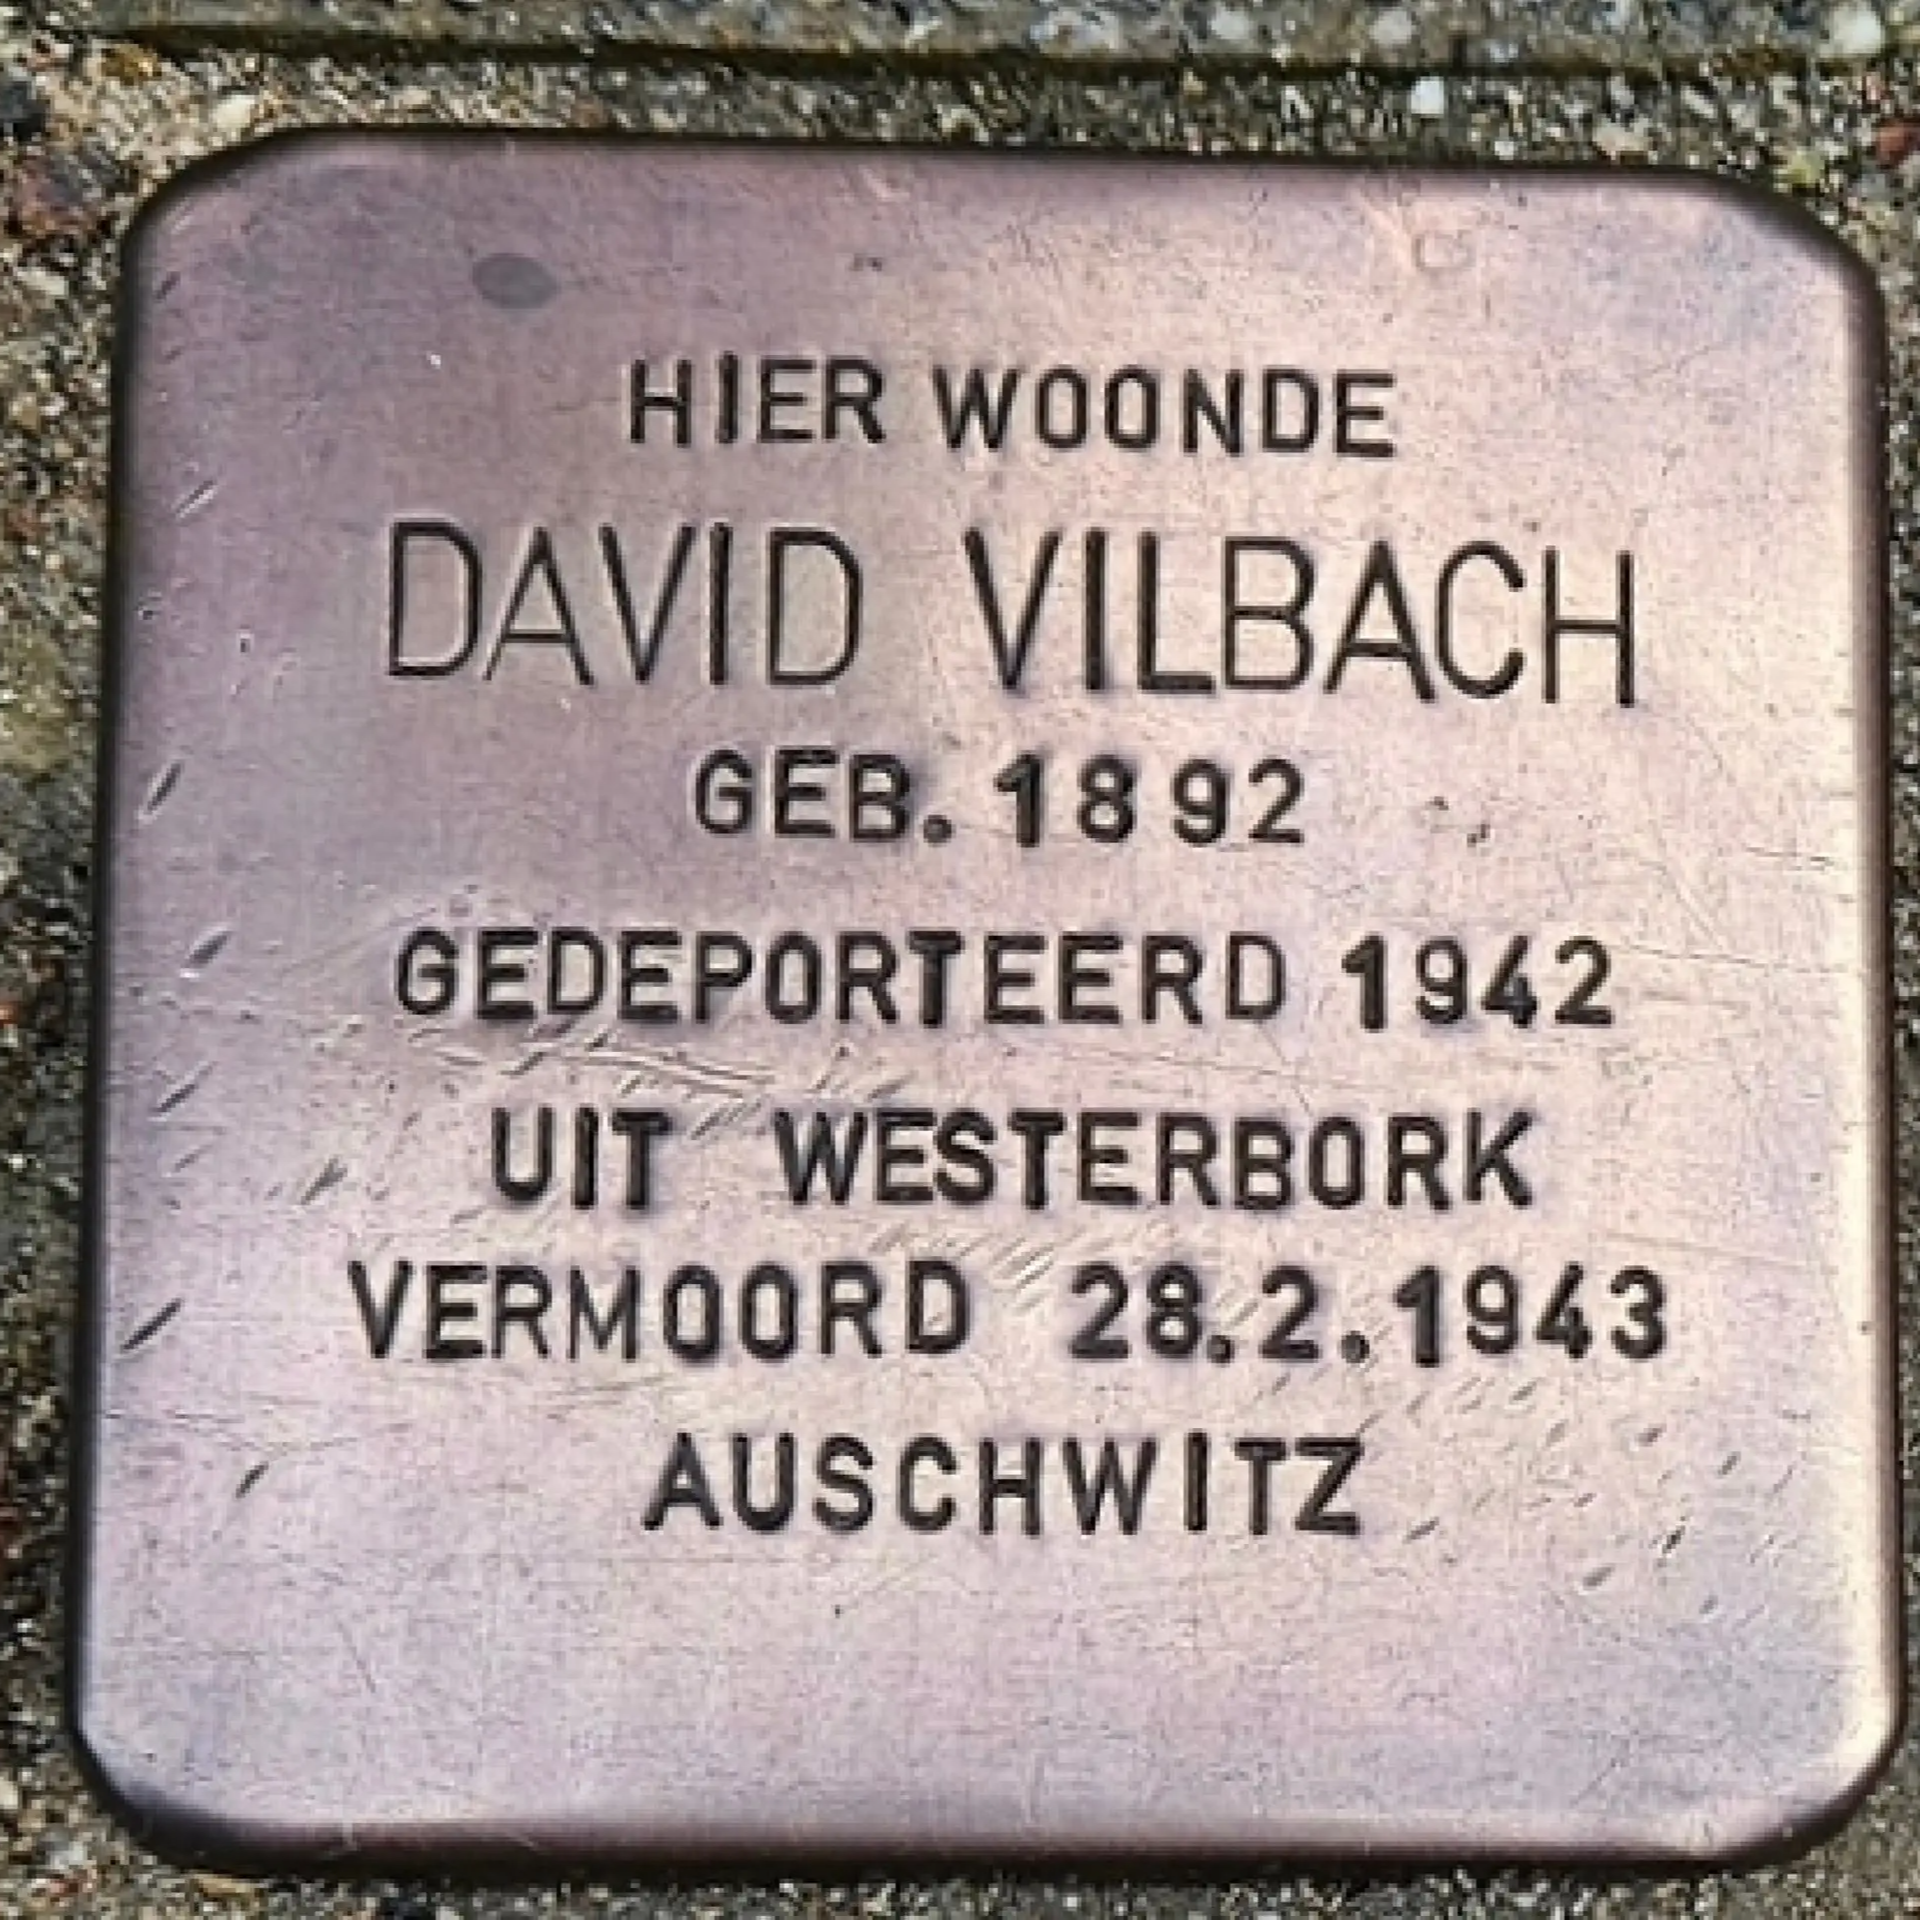 HIER WOONDE
DAVID VILBACH
GEB. 1892
GEDEPORTEERD 1942
UIT WESTERBORK
VERMOORD 28.2.1943
AUSCHWITZ